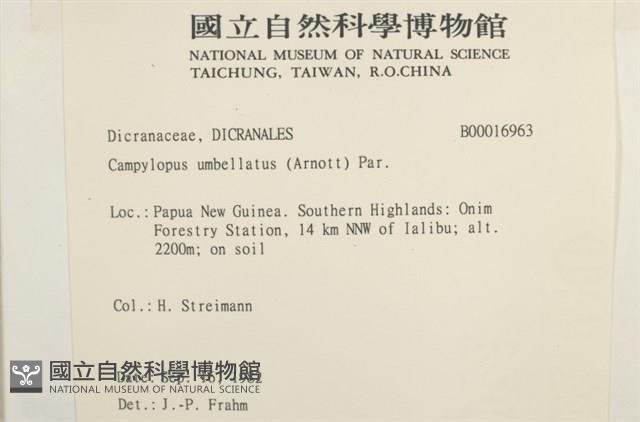 國立自然科學博物館
NATIONAL MUSEUM OF NATURAL SCIENCE
TAICHUNG, TAIWAN, R.O.CHINA
Dicranaceae, DICRANALES B00016963
Campylopus umbellatus (Arnott) Par.
Loc.: Papua New Guinea. Southern Highlands: Onim
Forestry Station, 14 km NNW of Ialibu; alt.
2200m; on soil
Col.: H. Streimann
國立自然科學博物館
NATIONAL MUSEUM OF NATURAL SCIENCE
Date: Sep. 1982
Det.: J.-P. Frahm